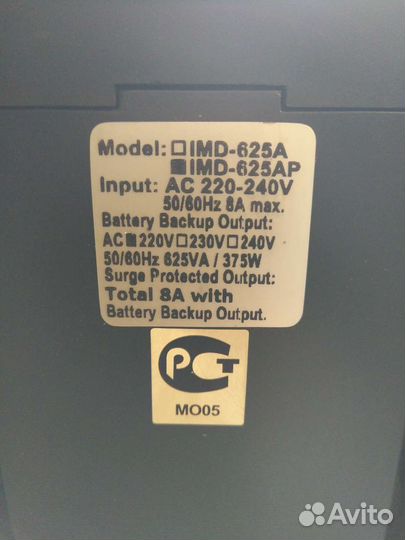 Model: □IMD-625A
■IMD-625AP
Input: AC 220-240V
50/60Hz 8A max.
Battery Backup Output:
AC■220V□230V□240V
50/60Hz 625VA / 375W
Surge Protected Output:
Total 8A with
Battery Backup Output.
РСТ
MO05
Avito